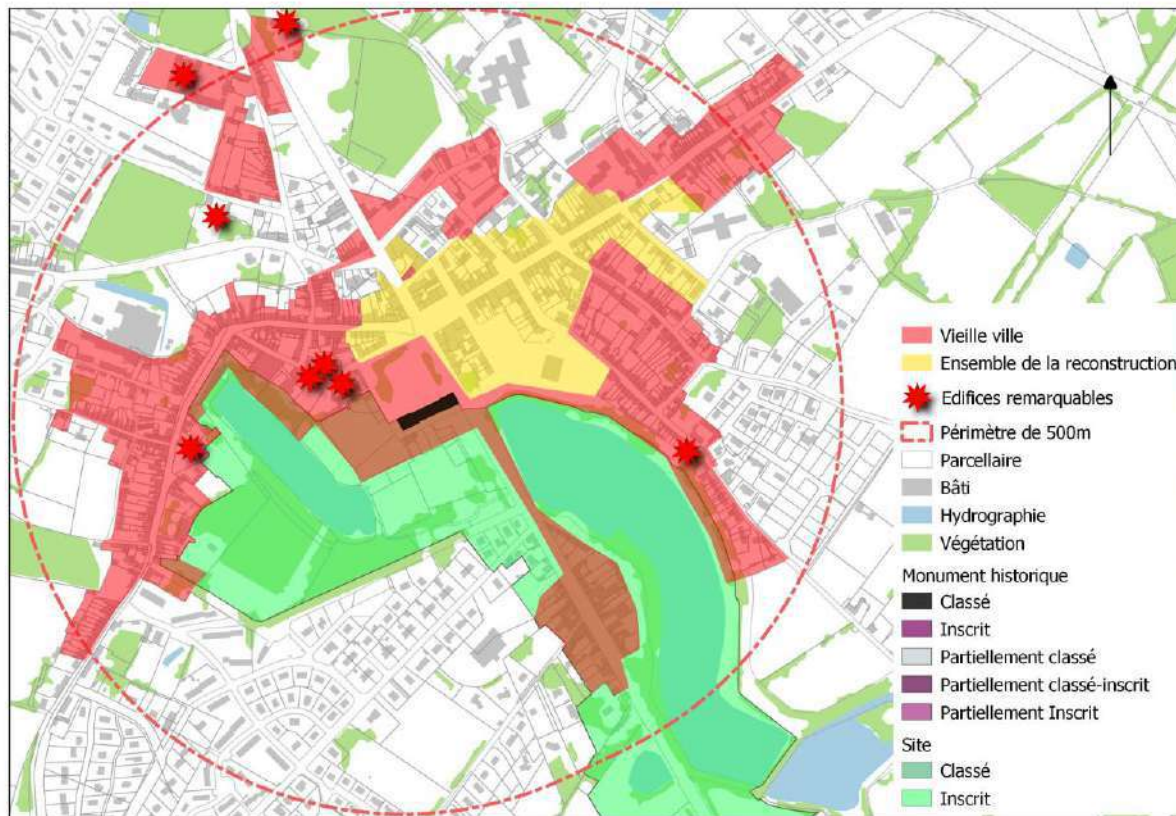 Vieille ville
Ensemble de la reconstruction
Edifices remarquables
Périmètre de 500m
Parcellaire
Bâti
Hydrographie
Végétation
Monument historique
Classé
Inscrit
Partiellement classé
Partiellement classé-inscrit
Partiellement Inscrit
Site
Classé
Inscrit